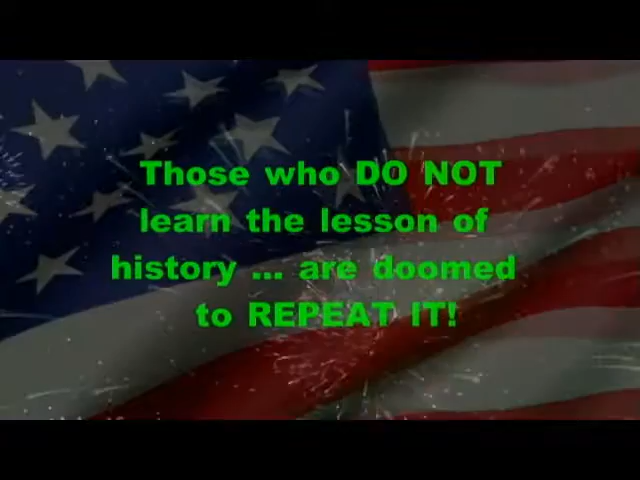 Those who DO NOT
learn the lesson of
history ... are doomed
to REPEAT IT!